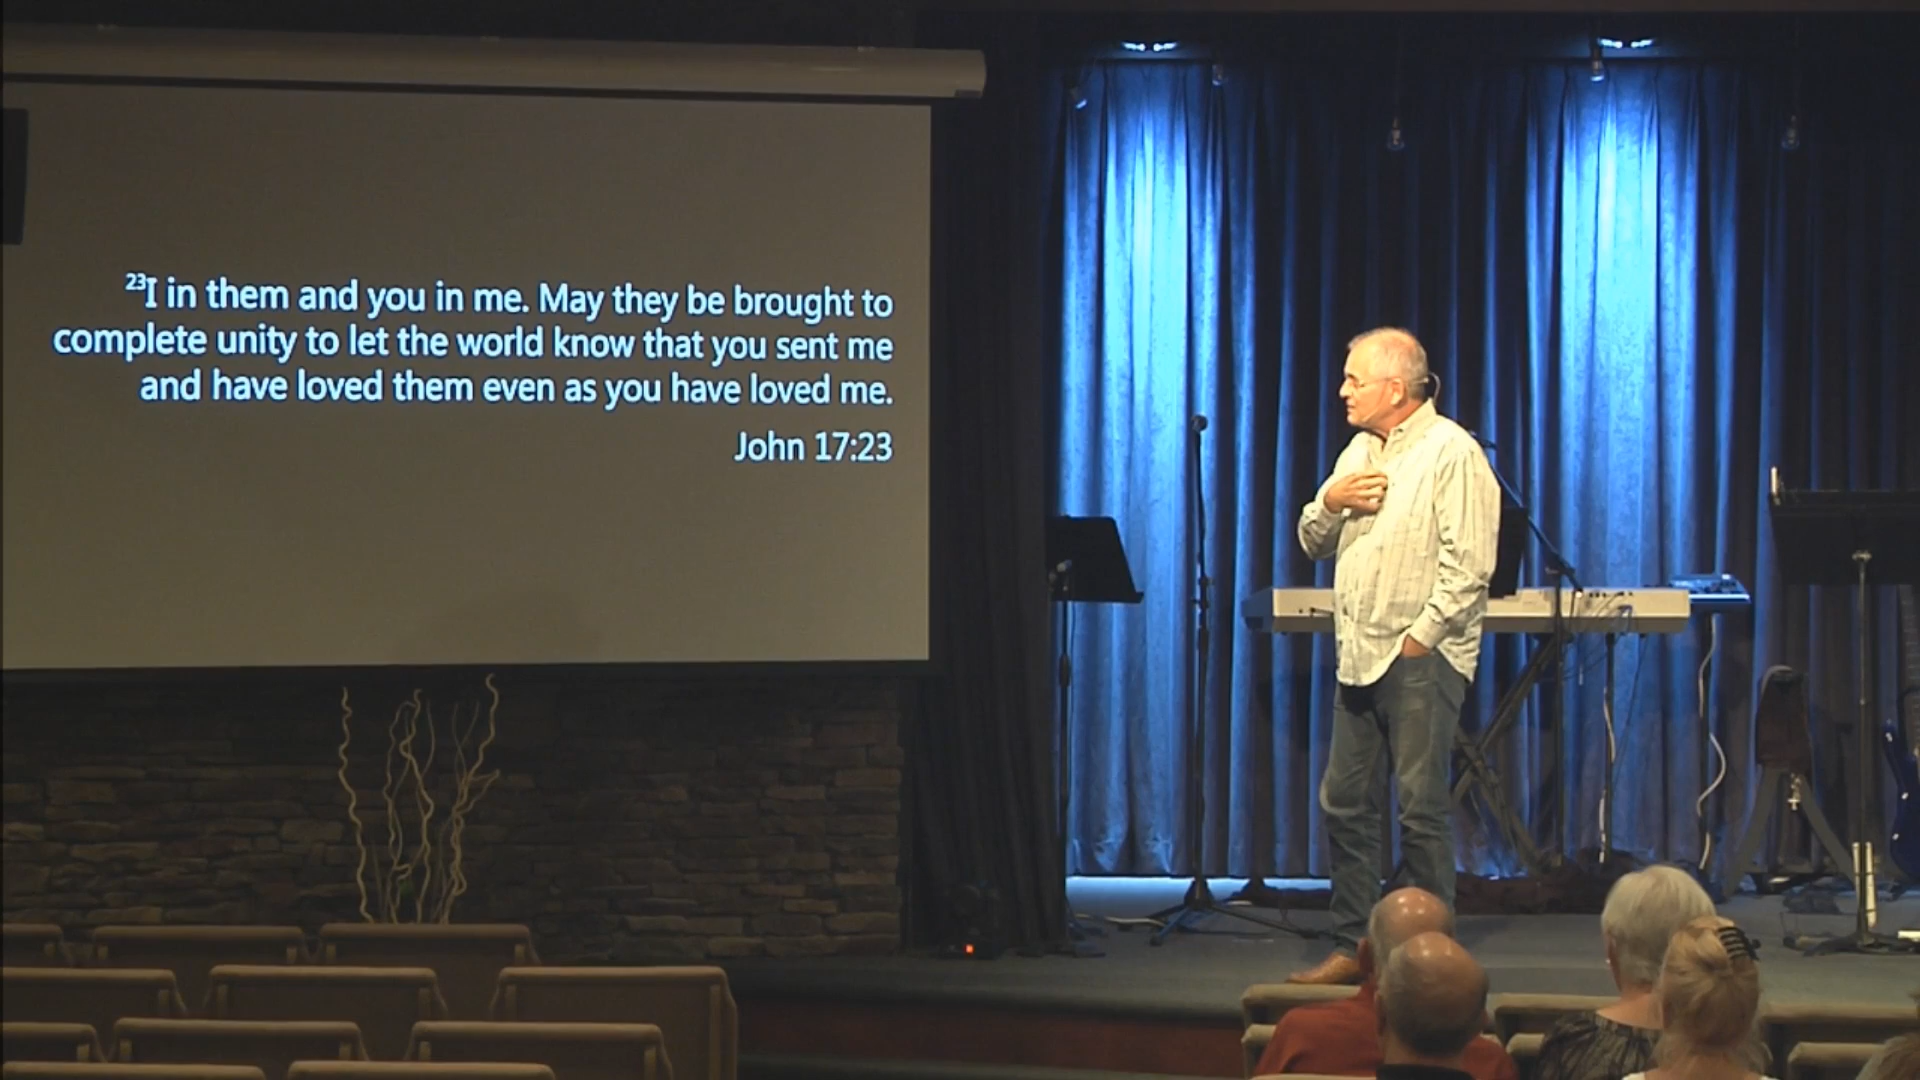 23I in them and you in me. May they be brought to
complete unity to let the world know that you sent me
and have loved them even as you have loved me.
John 17:23